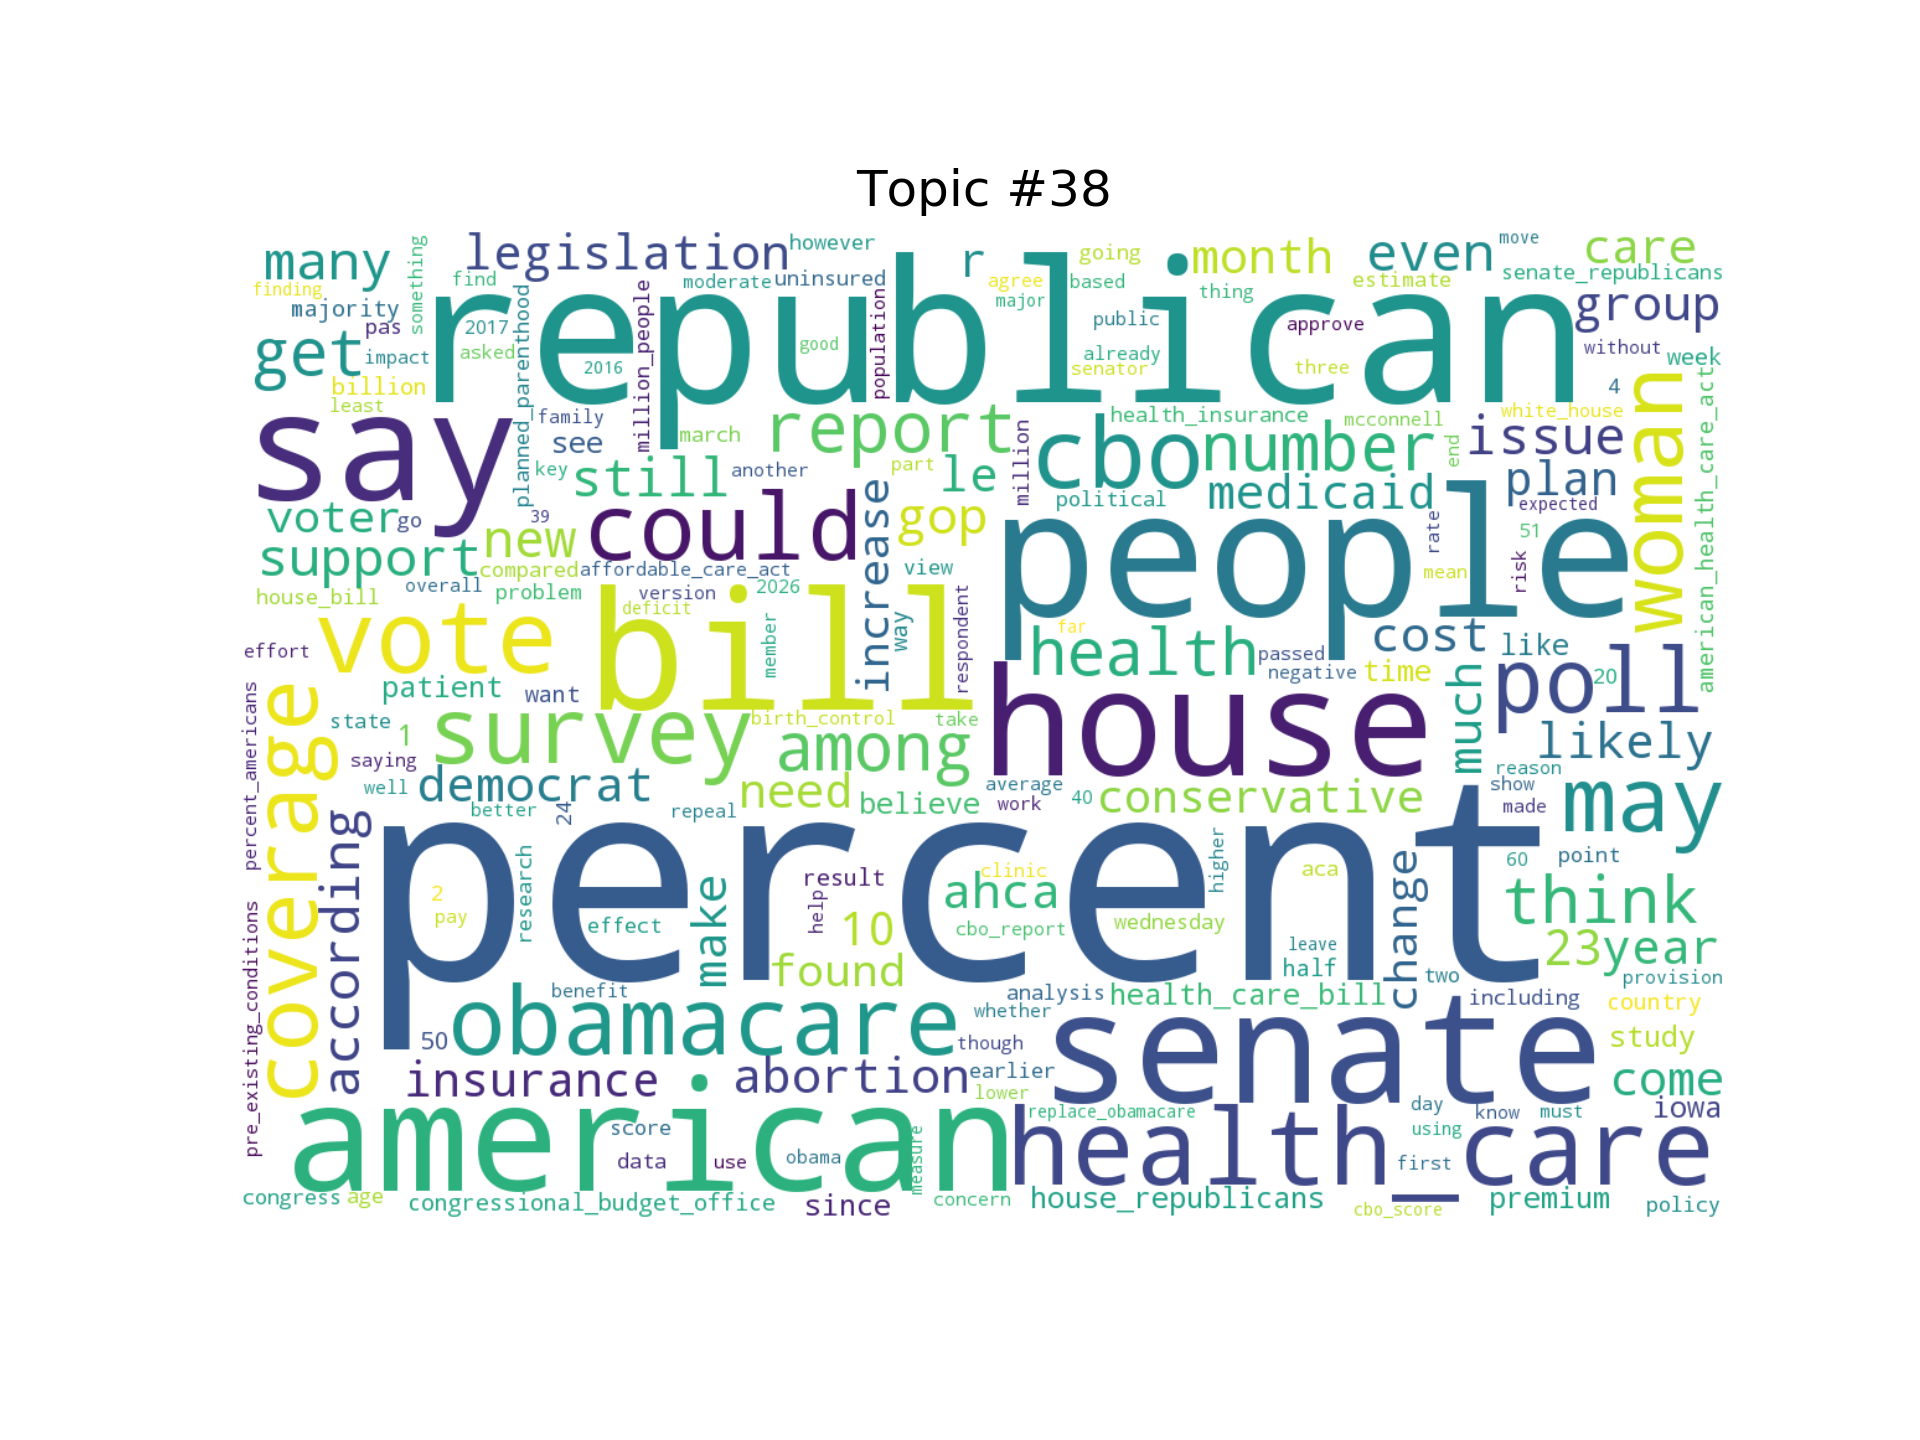 Topic #38
many
something
legislation
however
r
going
month
even
move
care
finding
find
moderate
uninsured
agree
based
thing
estimate
senate_republicans
majority
2017
planned_parenthood
million_people
republican
population
major
public
approve
group
pas
get
impact
asked
2016
good
already
senator
three
without
week
billion
least
4
say
family
see
march
report
health_insurance
mcconnell
white_house
woman
american_health_care_act
key
still
another
part
le
million
cbo
number
end
issue
political
medicaid
plan
expected
voter
go
39
new
could
increase
gop
people
rate
51
support
compared
affordable_care_act
view
mean
risk
house_bill
overall
problem
version
2026
deficit
bill
vote
member
way
respondent
far
health
cost
like
effort
passed
negative
time
much
poll
20
patient
want
coverage
percent_americans
state
1
survey
birth_control
take
house
among
likely
saying
well
democrat
need
average
reason
show
better
24
repeal
believe
work
40
conservative
made
may
according
percent
higher
change
60
point
research
make
result
clinic
ahca
aca
think
2
pay
help
effect
10
cbo_report
wednesday
pre_existing_conditions
found
leave
half
two
23
year
provision
benefit
analysis
health_care_bill
including
country
50
obamacare
whether
though
senate
study
insurance
abortion
earlier
lower
come
american
score
replace_obamacare
day
know
must
iowa
using
data
use
obama
measure
health_care
first
congress
age
congressional_budget_office
since
concern
house_republicans
cbo_score
premium
policy